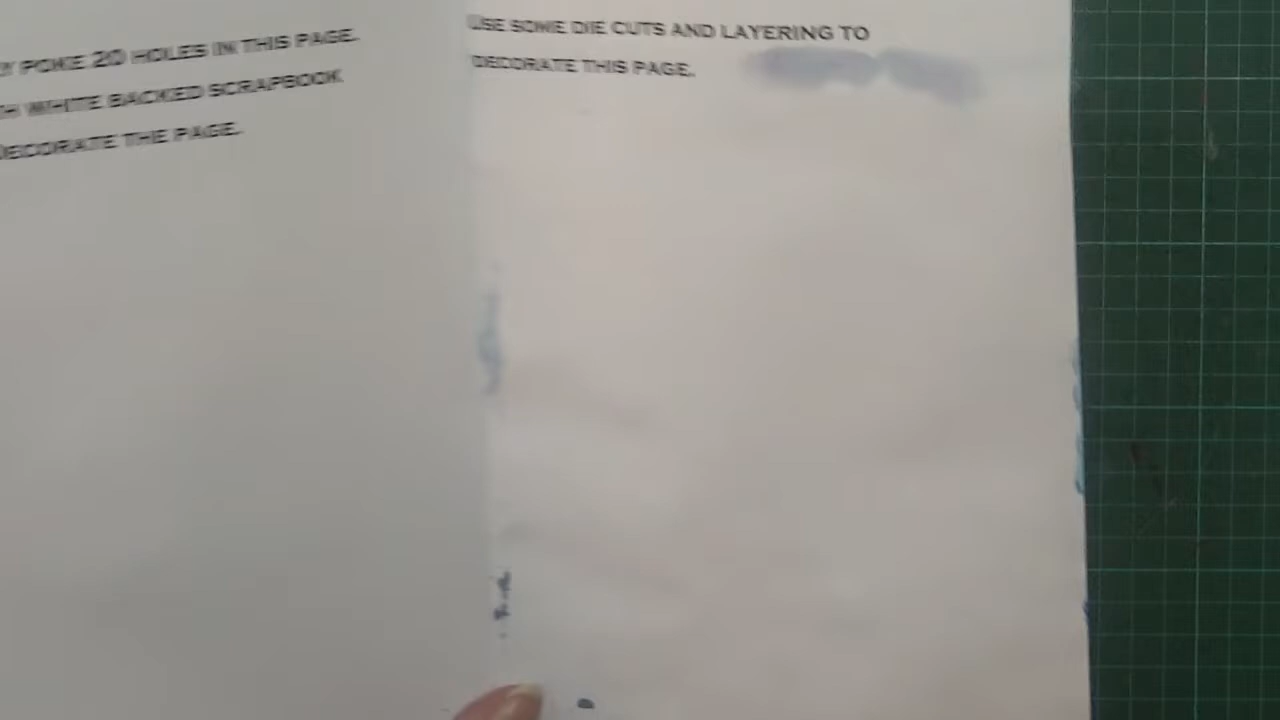 Y POKE 20 HOLES IN THIS PAGE.
TH WHITE BACKED SCRAPBOOK
DECORATE THE PAGE.
USE SOME DIE CUTS AND LAYERING TO
DECORATE THIS PAGE.